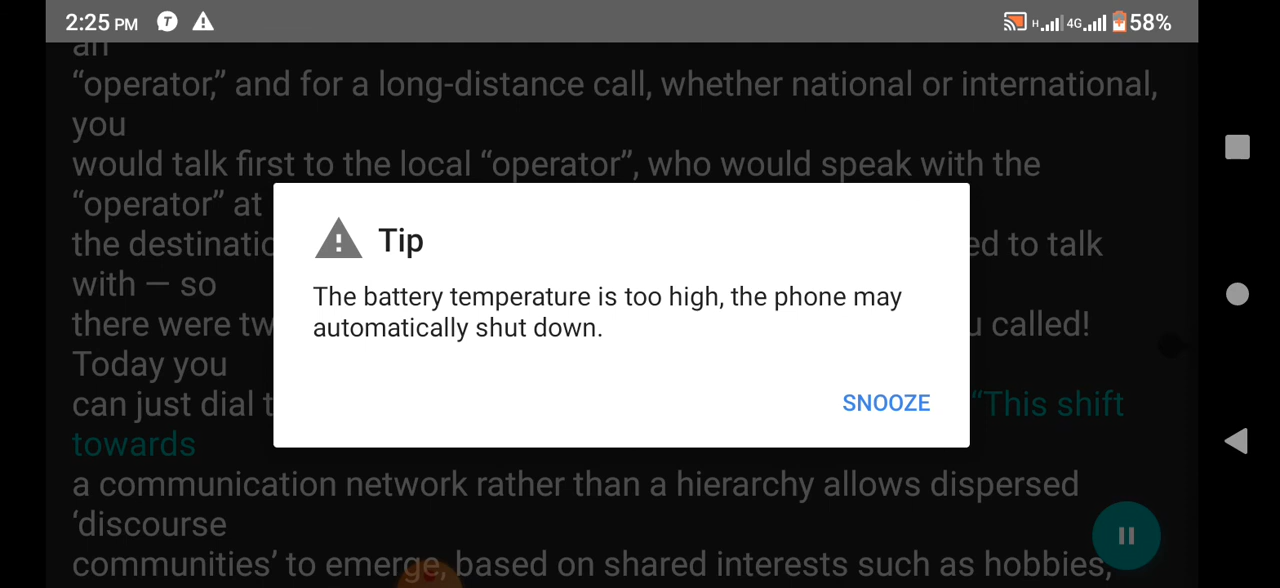 2:25 PM T H 4G 58%
an
“operator,” and for a long-distance call, whether national or international,
you
would talk first to the local “operator”, who would speak with the
“operator” at
the destinatio ed to talk
with — so
there were tw u called!
Today you
can just dial t “This shift
towards
a communication network rather than a hierarchy allows dispersed
‘discourse
communities’ to emerge, based on shared interests such as hobbies,
Tip
The battery temperature is too high, the phone may
automatically shut down.
SNOOZE